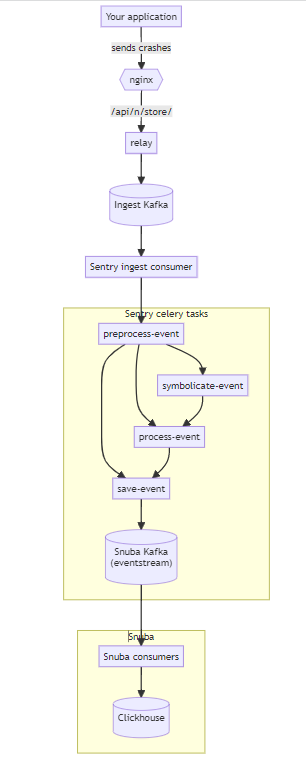 Your application
sends crashes
nginx
/api/n/store/
relay
Ingest Kafka
Sentry ingest consumer
Sentry celery tasks
preprocess-event
symbolicate-event
process-event
save-event
Snuba Kafka
(eventstream)
Snuba
Snuba consumers
Clickhouse